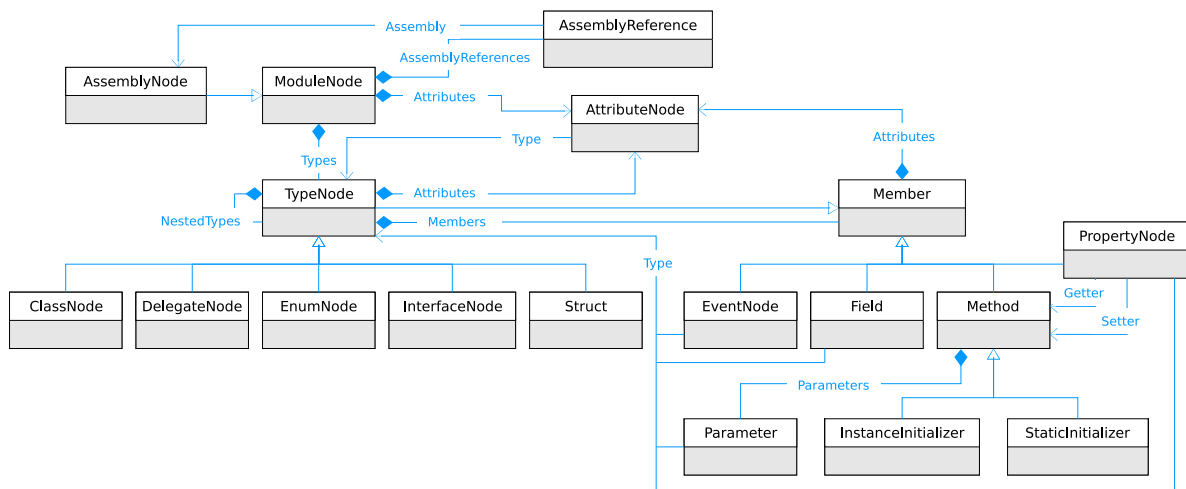 Assembly
AssemblyReference
AssemblyReferences
AssemblyNode
ModuleNode
Attributes
AttributeNode
Type
Attributes
Types
TypeNode
Attributes
Member
NestedTypes
Members
PropertyNode
Type
Getter
Setter
ClassNode
DelegateNode
EnumNode
InterfaceNode
Struct
EventNode
Field
Method
Parameters
Parameter
InstanceInitializer
StaticInitializer